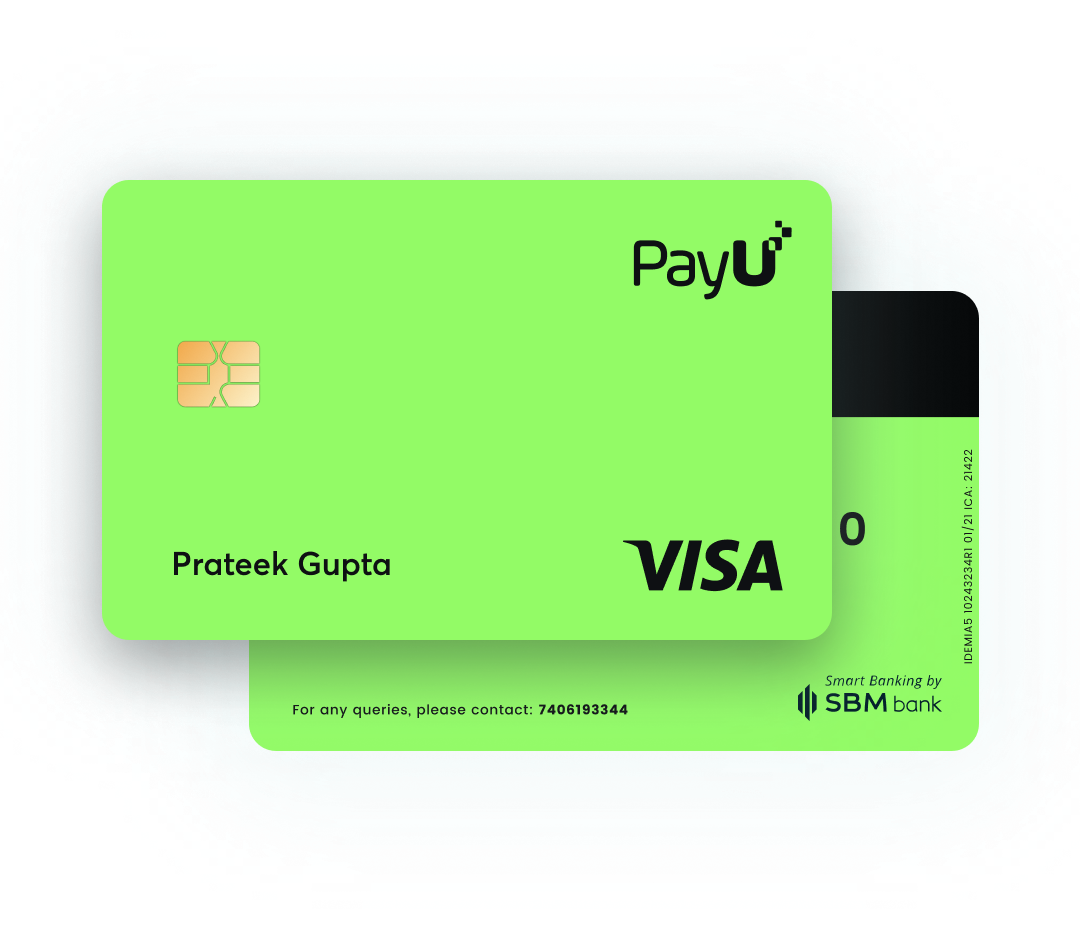 PayU
Prateek Gupta
VISA
0
IDEMIA5 10243234R1 01/21 ICA: 21422
For any queries, please contact: 7406193344
Smart Banking by
SBM bank